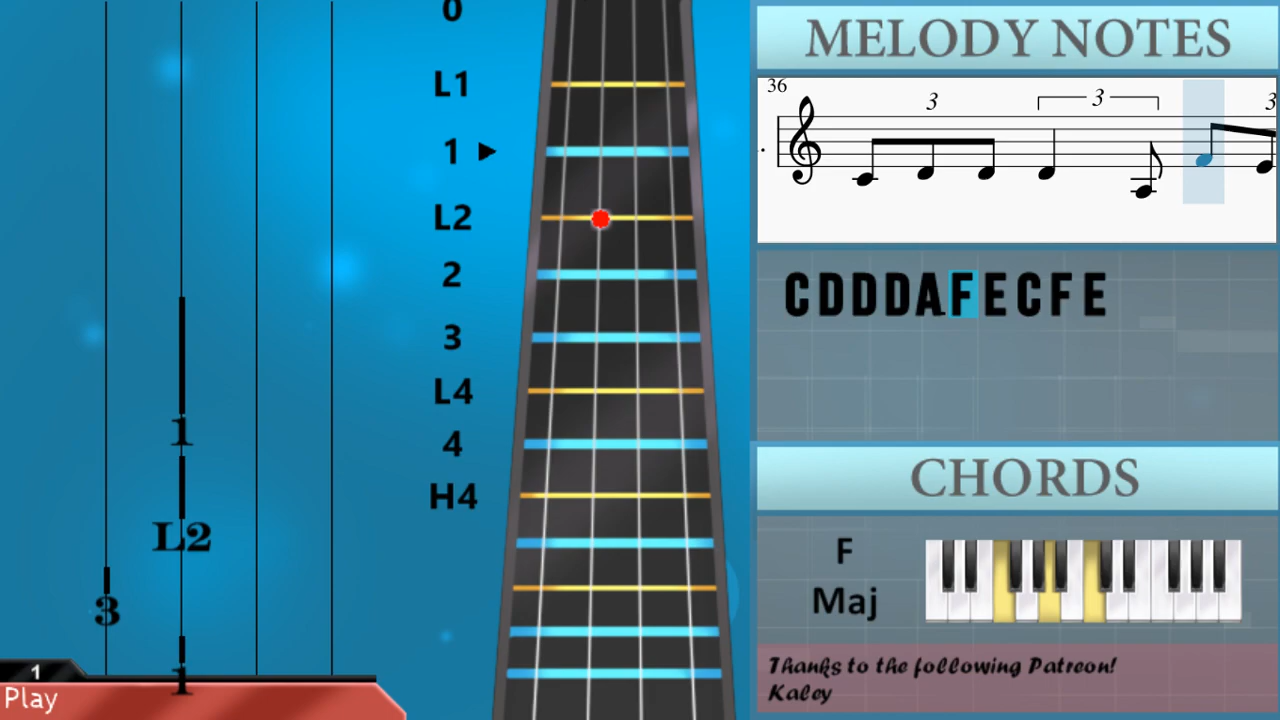 0
L1
1
L2
2
3
L4
4
H4
1
L2
3
1
1
Play
MELODY NOTES
36
3
3
3
CDDDAFECFE
CHORDS
F
Maj
Thanks to the following Patreon!
Kaley